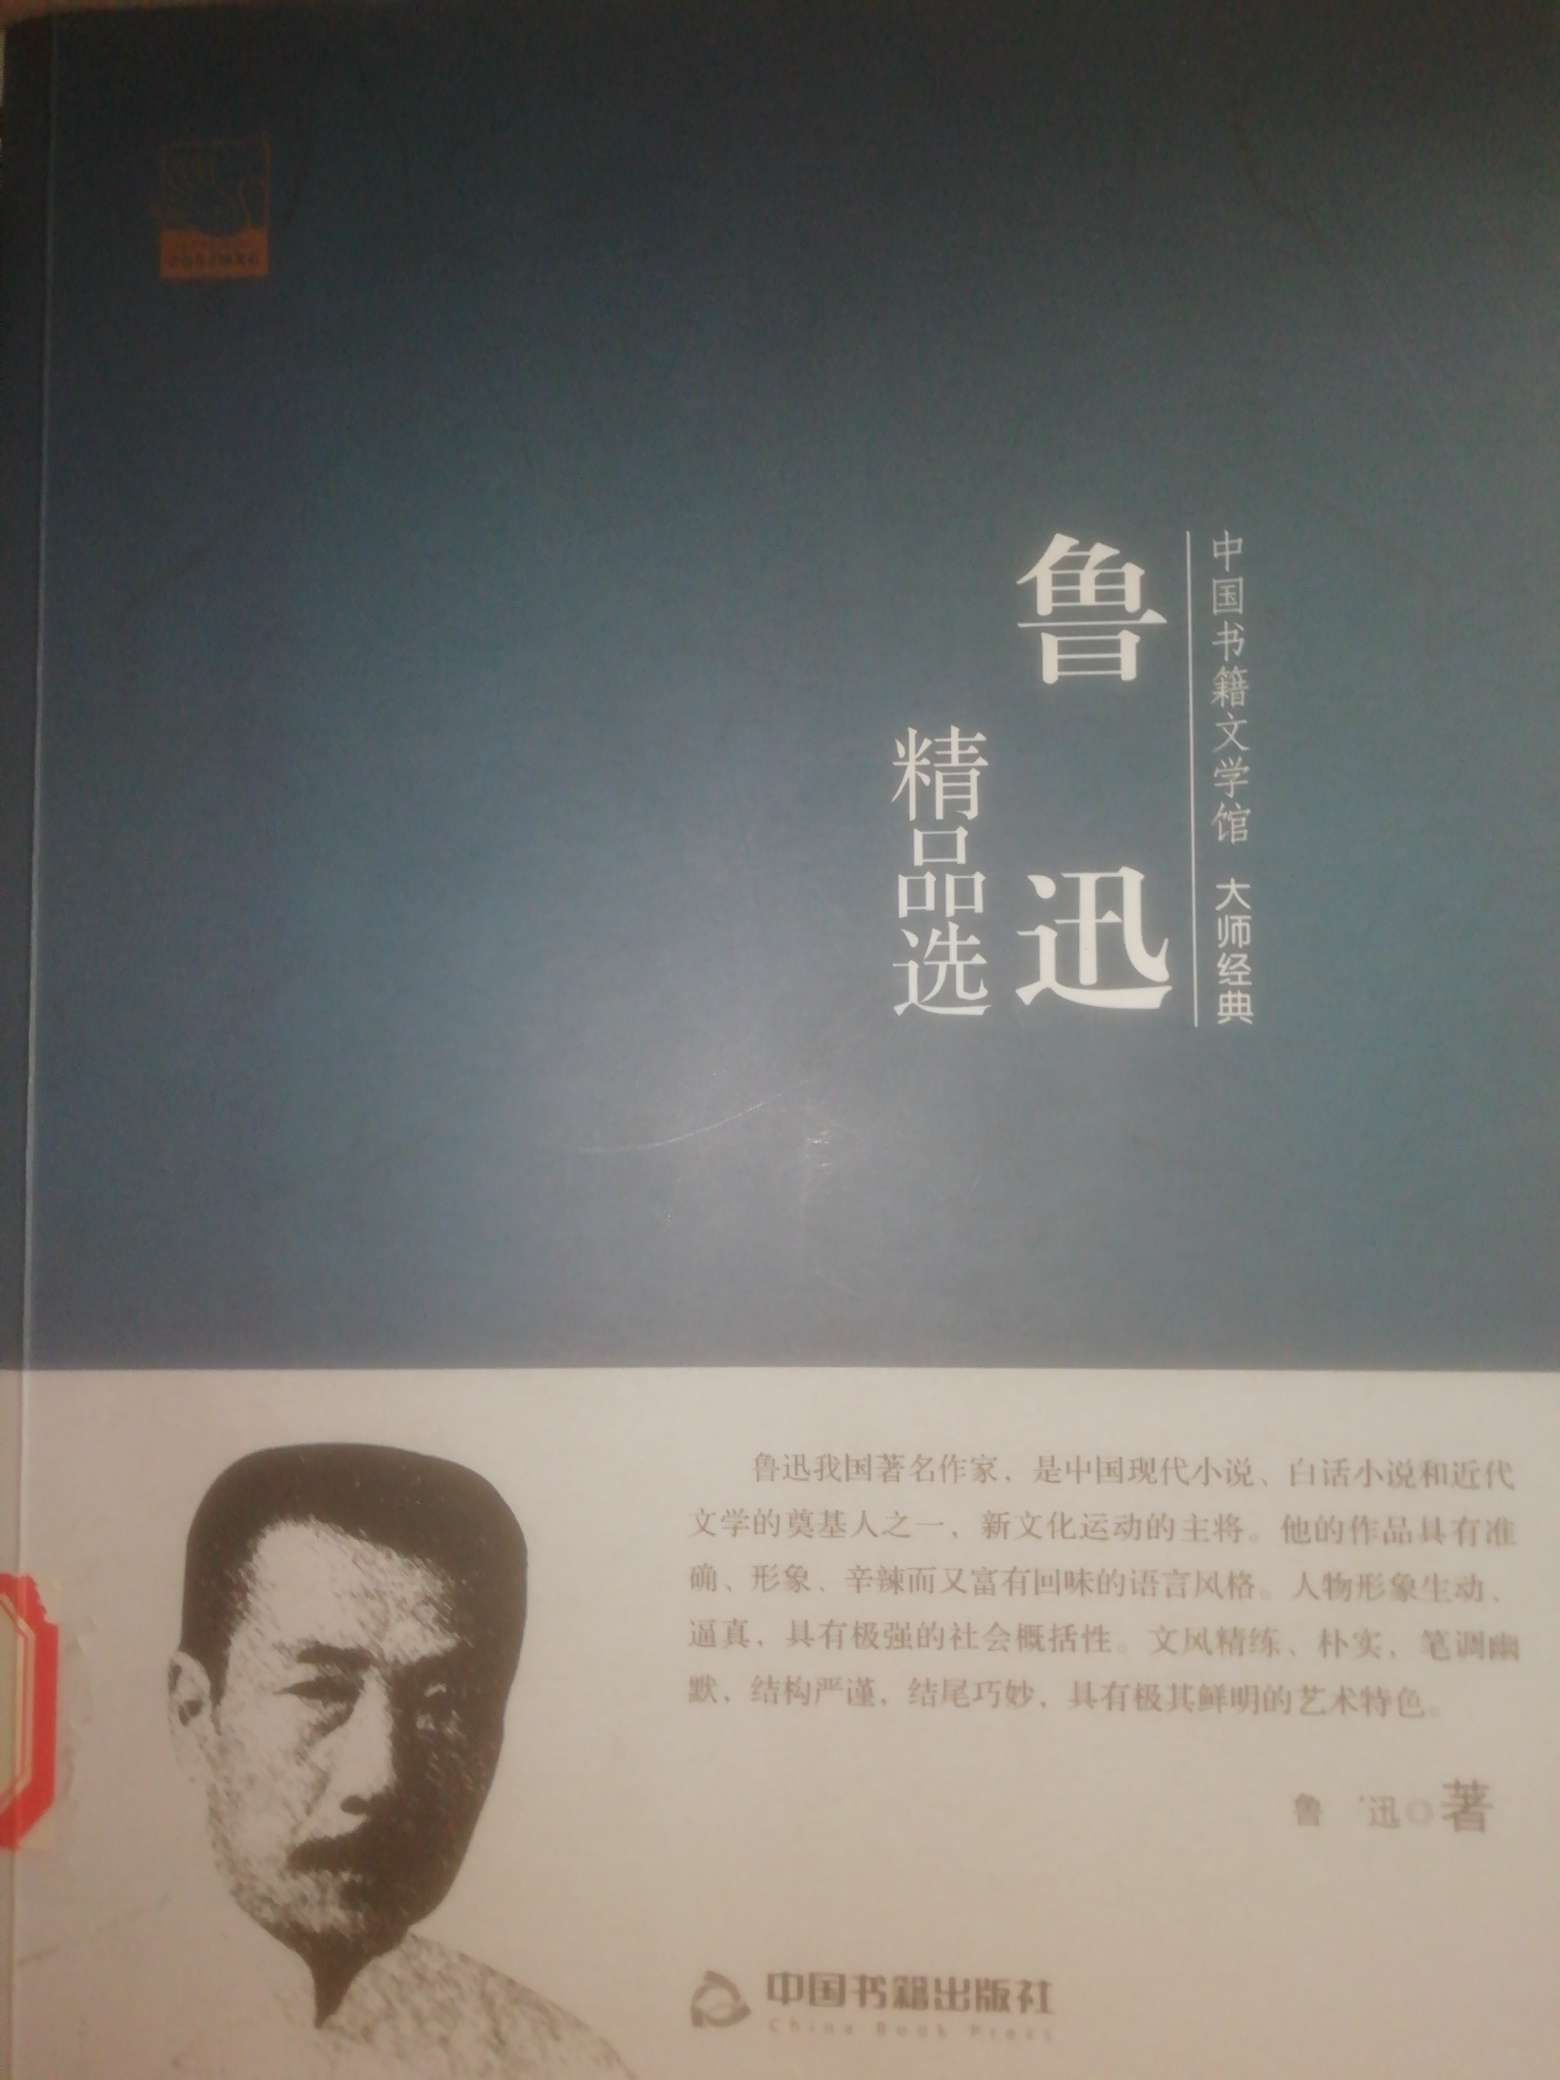 中国书籍文学馆 大师经典
鲁迅
精品选
鲁迅我国著名作家，是中国现代小说、白话小说和近代
文学的奠基人之一，新文化运动的主将。他的作品具有准
确、形象、辛辣而又富有回味的语言风格。人物形象生动、
逼真，具有极强的社会概括性。文风精练、朴实，笔调幽
默，结构严谨，结尾巧妙，具有极其鲜明的艺术特色。
鲁 迅◎著
中国书籍出版社
China Book Press